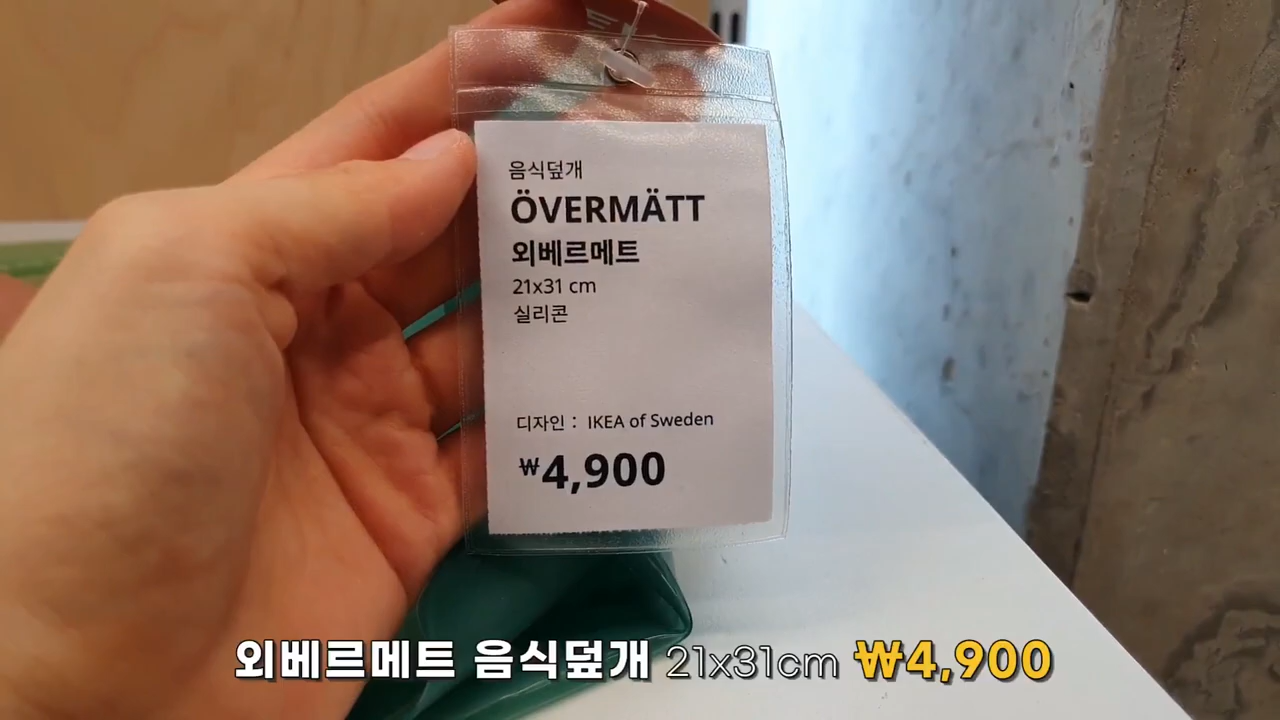 음식덮개
ÖVERMÄTT
외베르메트
21x31 cm
실리콘
디자인 : IKEA of Sweden
₩4,900
외베르메트 음식덮개 21x31cm ₩4,900